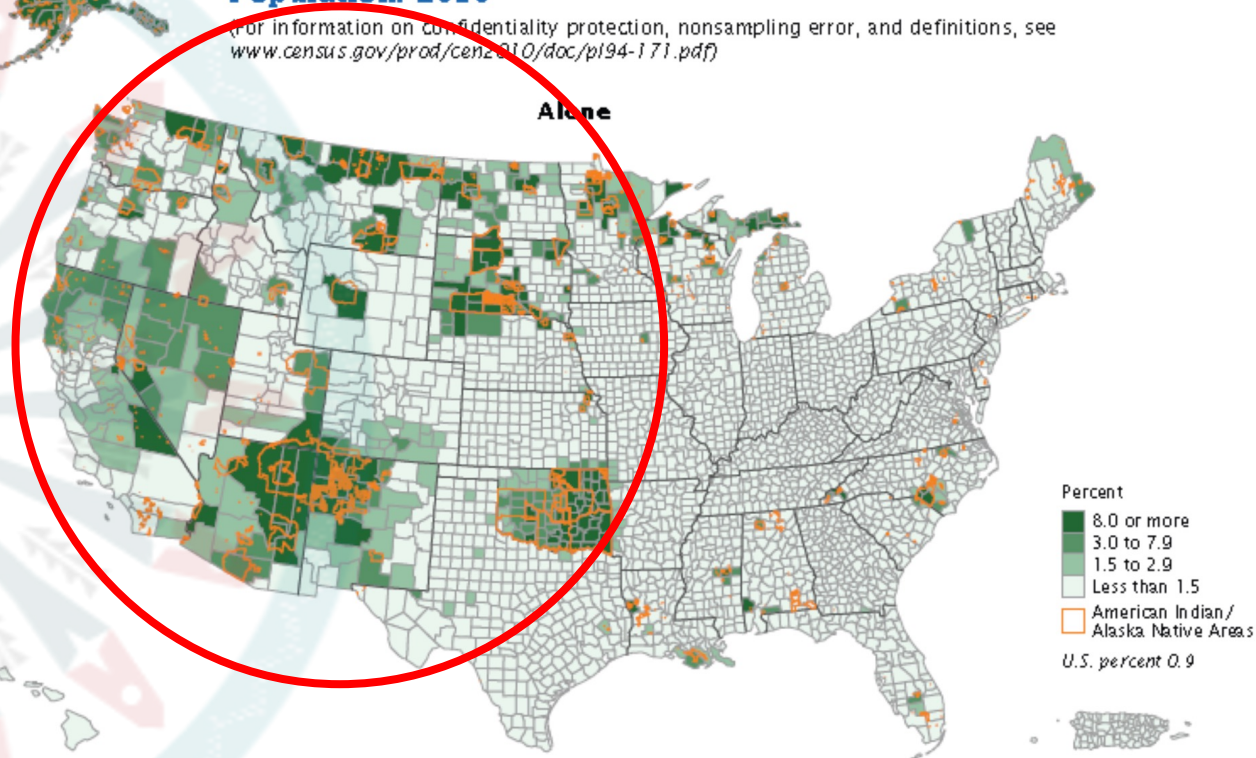 Population: 2010
(For information on confidentiality protection, nonsampling error, and definitions, see
www.census.gov/prod/cen2010/doc/pl94-171.pdf)
Alone
Percent
8.0 or more
3.0 to 7.9
1.5 to 2.9
Less than 1.5
American Indian/
Alaska Native Areas
U.S. percent 0.9